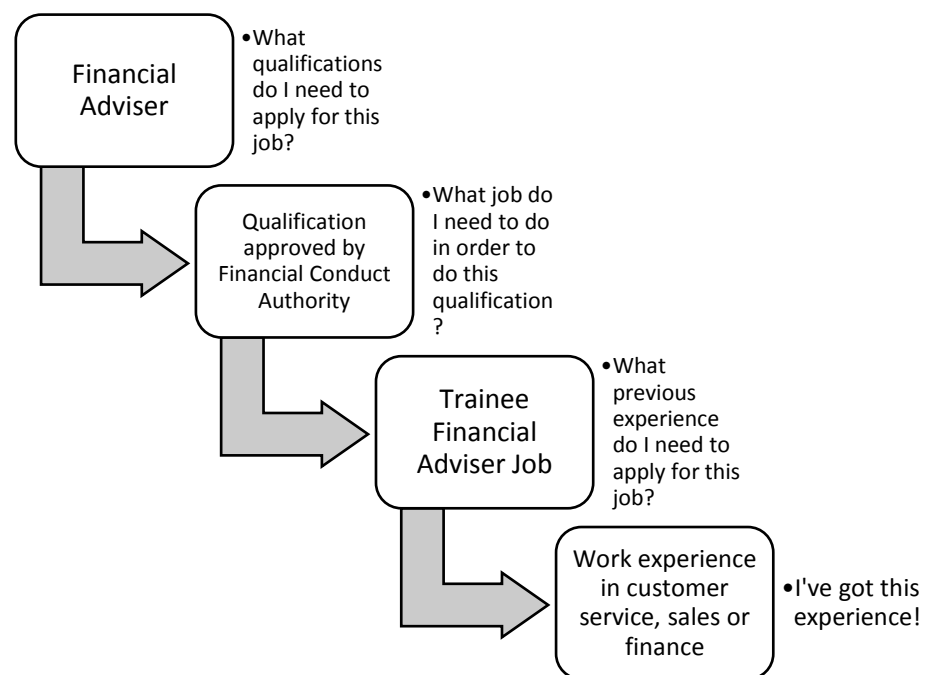 Financial
Adviser
•What
qualifications
do I need to
apply for this
job?
Qualification
approved by
Financial Conduct
Authority
•What job do
I need to do
in order to
do this
qualification
?
Trainee
Financial
Adviser Job
•What
previous
experience
do I need to
apply for this
job?
Work experience
in customer
service, sales or
finance
•I've got this
experience!